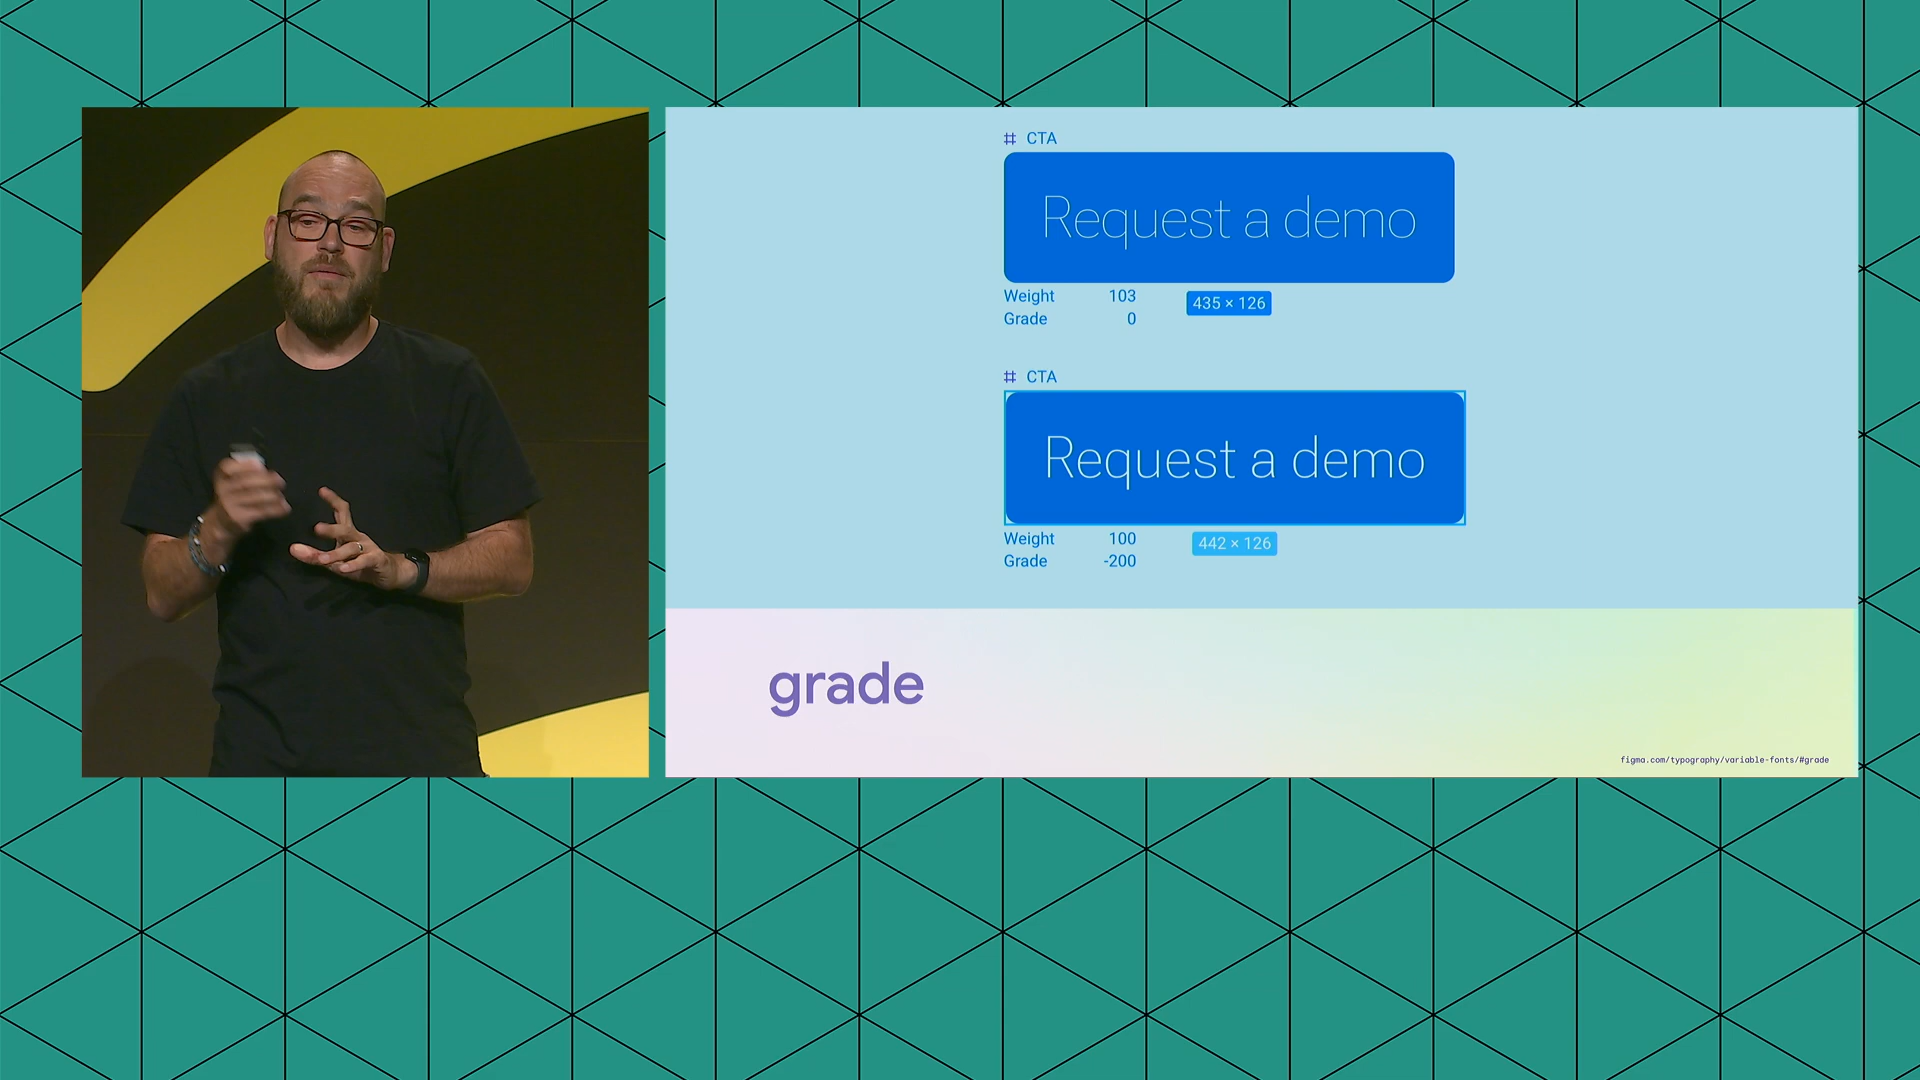 # CTA
Request a demo
Weight 103
Grade 0
435 × 126
# CTA
Request a demo
Weight 100
Grade -200
442 × 126
grade
figma.com/typography/variable-fonts/#grade